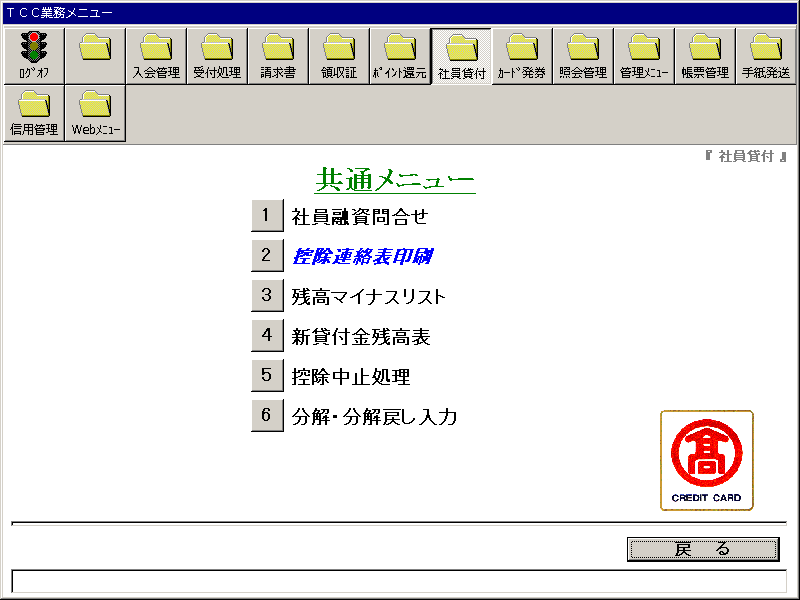 ＴＣＣ業務メニュー
ﾛｸﾞｵﾌ 入会管理 受付処理 請求書 領収証 ﾎﾟｲﾝﾄ還元 社員貸付 ｶｰﾄﾞ発券 照会管理 管理ﾒﾆｭｰ 帳票管理 手紙発送
信用管理 Webﾒﾆｭｰ
『 社員貸付 』
共通メニュー
1 社員融資問合せ
2 控除連絡表印刷
3 残高マイナスリスト
4 新貸付金残高表
5 控除中止処理
6 分解・分解戻し入力
髙
CREDIT CARD
戻 る